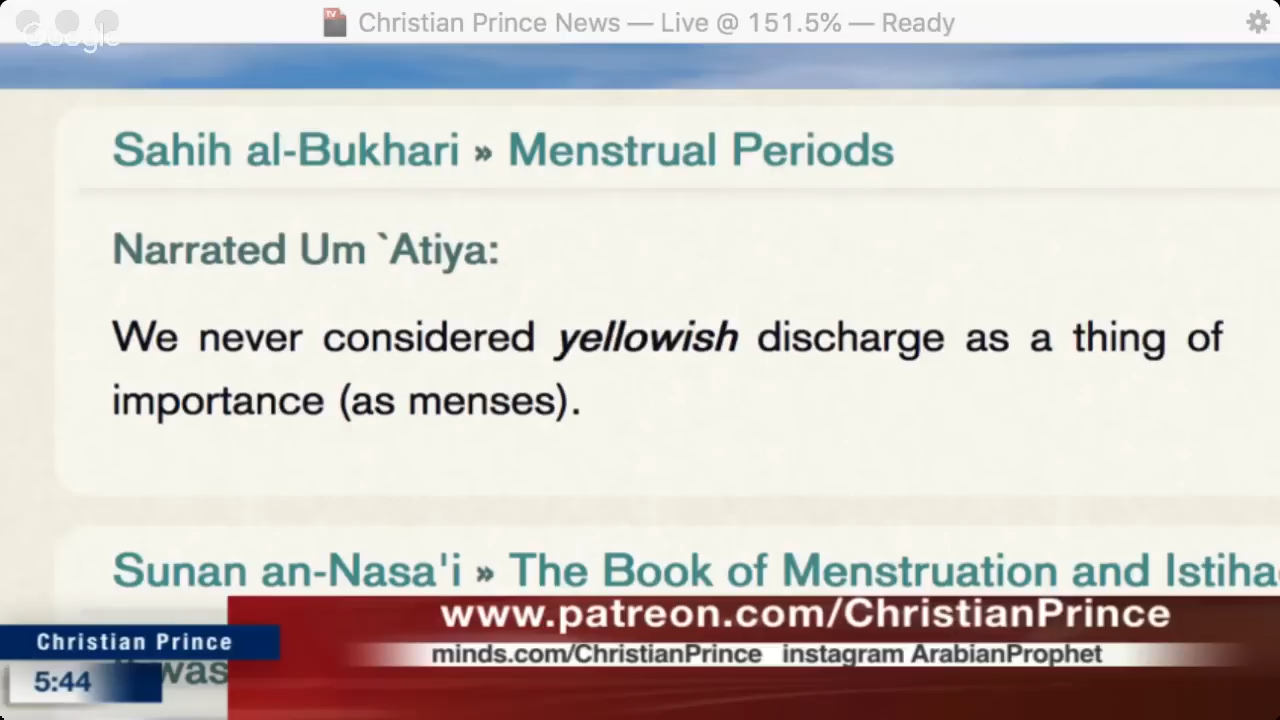 Christian Prince News — Live @ 151.5% — Ready
Google
Sahih al-Bukhari » Menstrual Periods
Narrated Um `Atiya:
We never considered yellowish discharge as a thing of
importance (as menses).
Sunan an-Nasa'i » The Book of Menstruation and Istiha
www.patreon.com/ChristianPrince
Christian Prince
minds.com/ChristianPrince instagram ArabianProphet
was
5:44